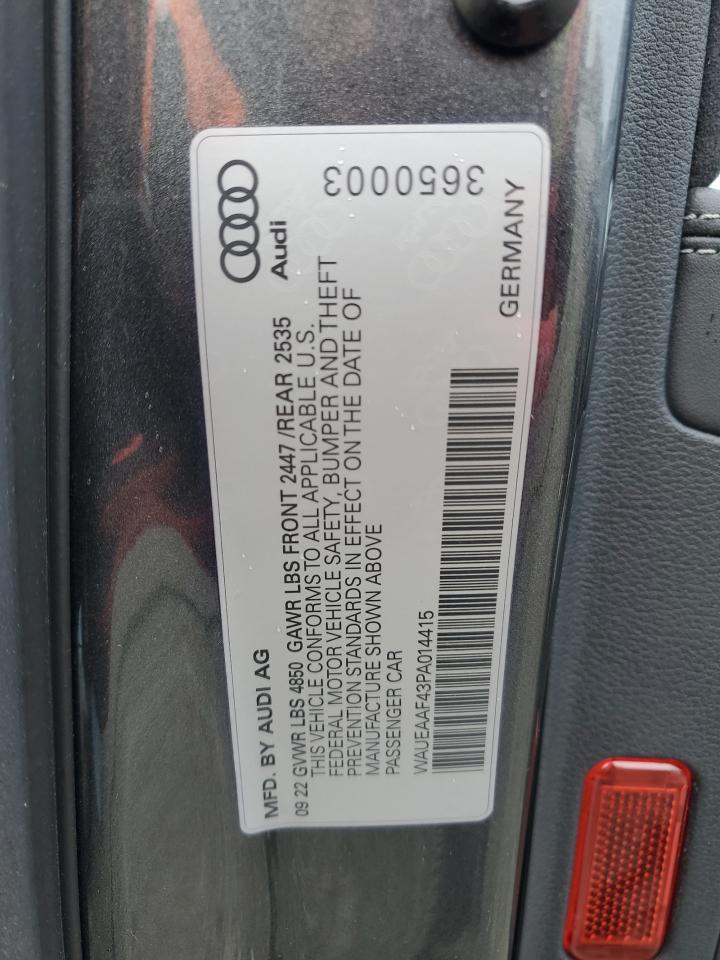 Audi
3650003
MFD. BY AUDI AG
09 22 GVWR LBS 4850 GAWR LBS FRONT 2447 /REAR 2535
THIS VEHICLE CONFORMS TO ALL APPLICABLE U.S.
FEDERAL MOTOR VEHICLE SAFETY, BUMPER AND THEFT
PREVENTION STANDARDS IN EFFECT ON THE DATE OF
MANUFACTURE SHOWN ABOVE
PASSENGER CAR
WAUEAAF43PA014415
GERMANY